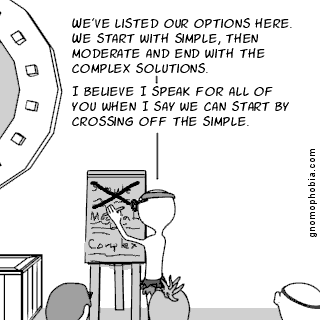 WE'VE LISTED OUR OPTIONS HERE.
WE START WITH SIMPLE, THEN
MODERATE AND END WITH THE
COMPLEX SOLUTIONS.
I BELIEVE I SPEAK FOR ALL OF
YOU WHEN I SAY WE CAN START BY
CROSSING OFF THE SIMPLE.
Complex
gnomophobia.com